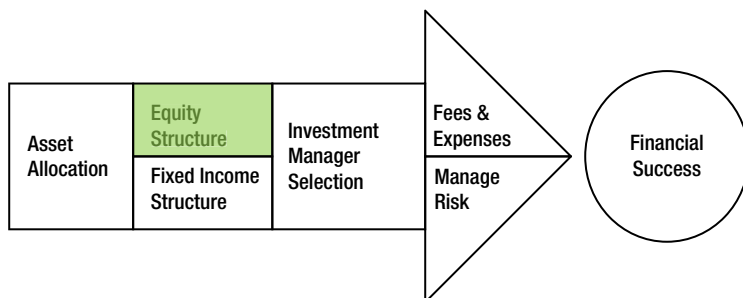 Asset
Allocation
Equity
Structure
Fixed Income
Structure
Investment
Manager
Selection
Fees &
Expenses
Manage
Risk
Financial
Success